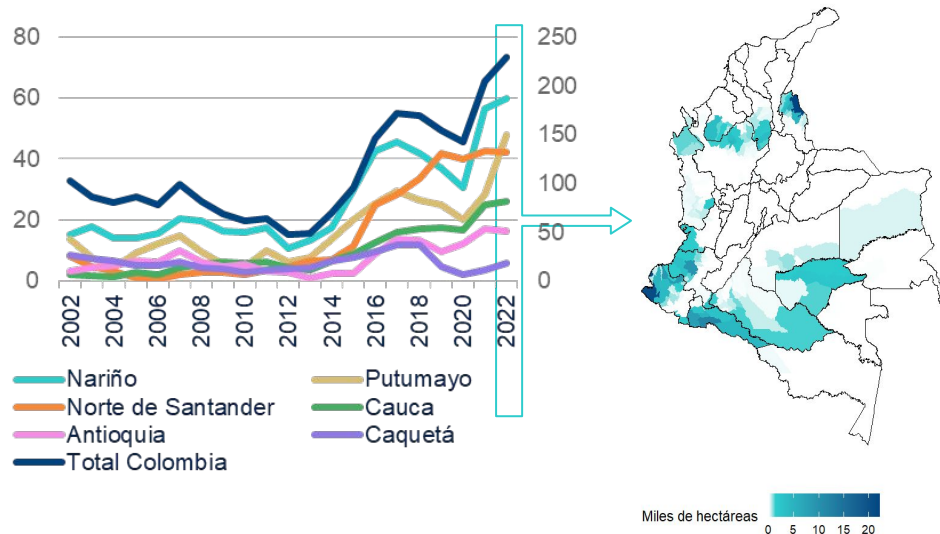 80
60
40
20
0
250
200
150
100
50
0
2002
2004
2006
2008
2010
2012
2014
2016
2018
2020
2022
Nariño
Putumayo
Norte de Santander
Cauca
Antioquia
Caquetá
Total Colombia
Miles de hectáreas
0 5 10 15 20